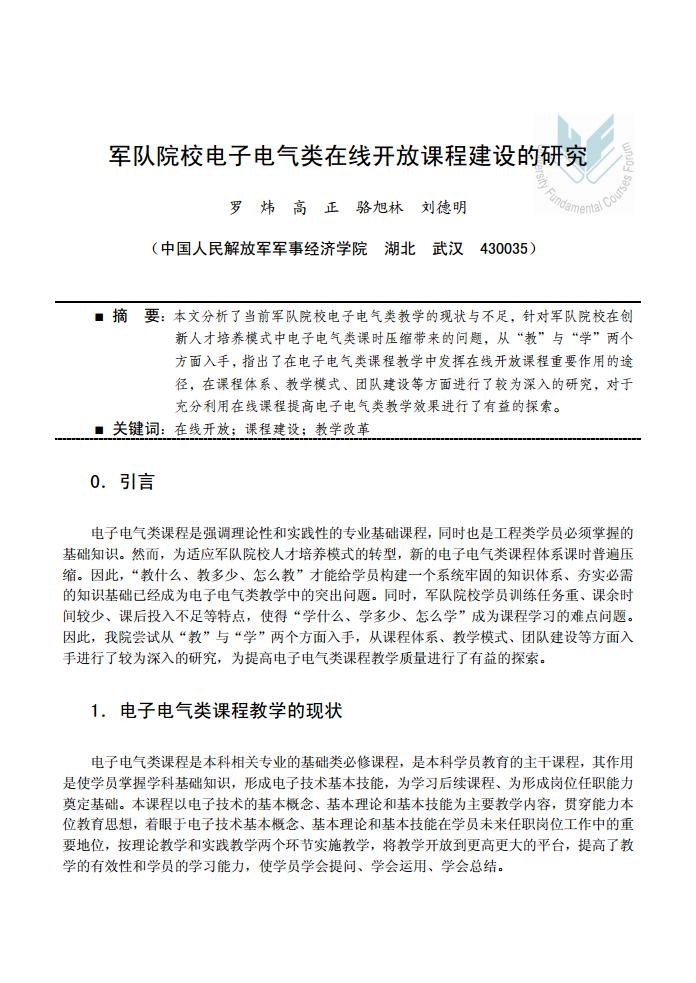 军队院校电子电气类在线开放课程建设的研究
University Fundamental Courses Forum
罗 炜 高 正 骆旭林 刘德明
（中国人民解放军军事经济学院 湖北 武汉 430035）
■ 摘 要：本文分析了当前军队院校电子电气类教学的现状与不足，针对军队院校在创
新人才培养模式中电子电气类课时压缩带来的问题，从“教”与“学”两个
方面入手，指出了在电子电气类课程教学中发挥在线开放课程重要作用的途
径，在课程体系、教学模式、团队建设等方面进行了较为深入的研究，对于
充分利用在线课程提高电子电气类教学效果进行了有益的探索。
■ 关键词：在线开放；课程建设；教学改革
0．引言
电子电气类课程是强调理论性和实践性的专业基础课程，同时也是工程类学员必须掌握的
基础知识。然而，为适应军队院校人才培养模式的转型，新的电子电气类课程体系课时普遍压
缩。因此，“教什么、教多少、怎么教”才能给学员构建一个系统牢固的知识体系、夯实必需
的知识基础已经成为电子电气类教学中的突出问题。同时，军队院校学员训练任务重、课余时
间较少、课后投入不足等特点，使得“学什么、学多少、怎么学”成为课程学习的难点问题。
因此，我院尝试从“教”与“学”两个方面入手，从课程体系、教学模式、团队建设等方面入
手进行了较为深入的研究，为提高电子电气类课程教学质量进行了有益的探索。
1．电子电气类课程教学的现状
电子电气类课程是本科相关专业的基础类必修课程，是本科学员教育的主干课程，其作用
是使学员掌握学科基础知识，形成电子技术基本技能，为学习后续课程、为形成岗位任职能力
奠定基础。本课程以电子技术的基本概念、基本理论和基本技能为主要教学内容，贯穿能力本
位教育思想，着眼于电子技术基本概念、基本理论和基本技能在学员未来任职岗位工作中的重
要地位，按理论教学和实践教学两个环节实施教学，将教学开放到更高更大的平台，提高了教
学的有效性和学员的学习能力，使学员学会提问、学会运用、学会总结。